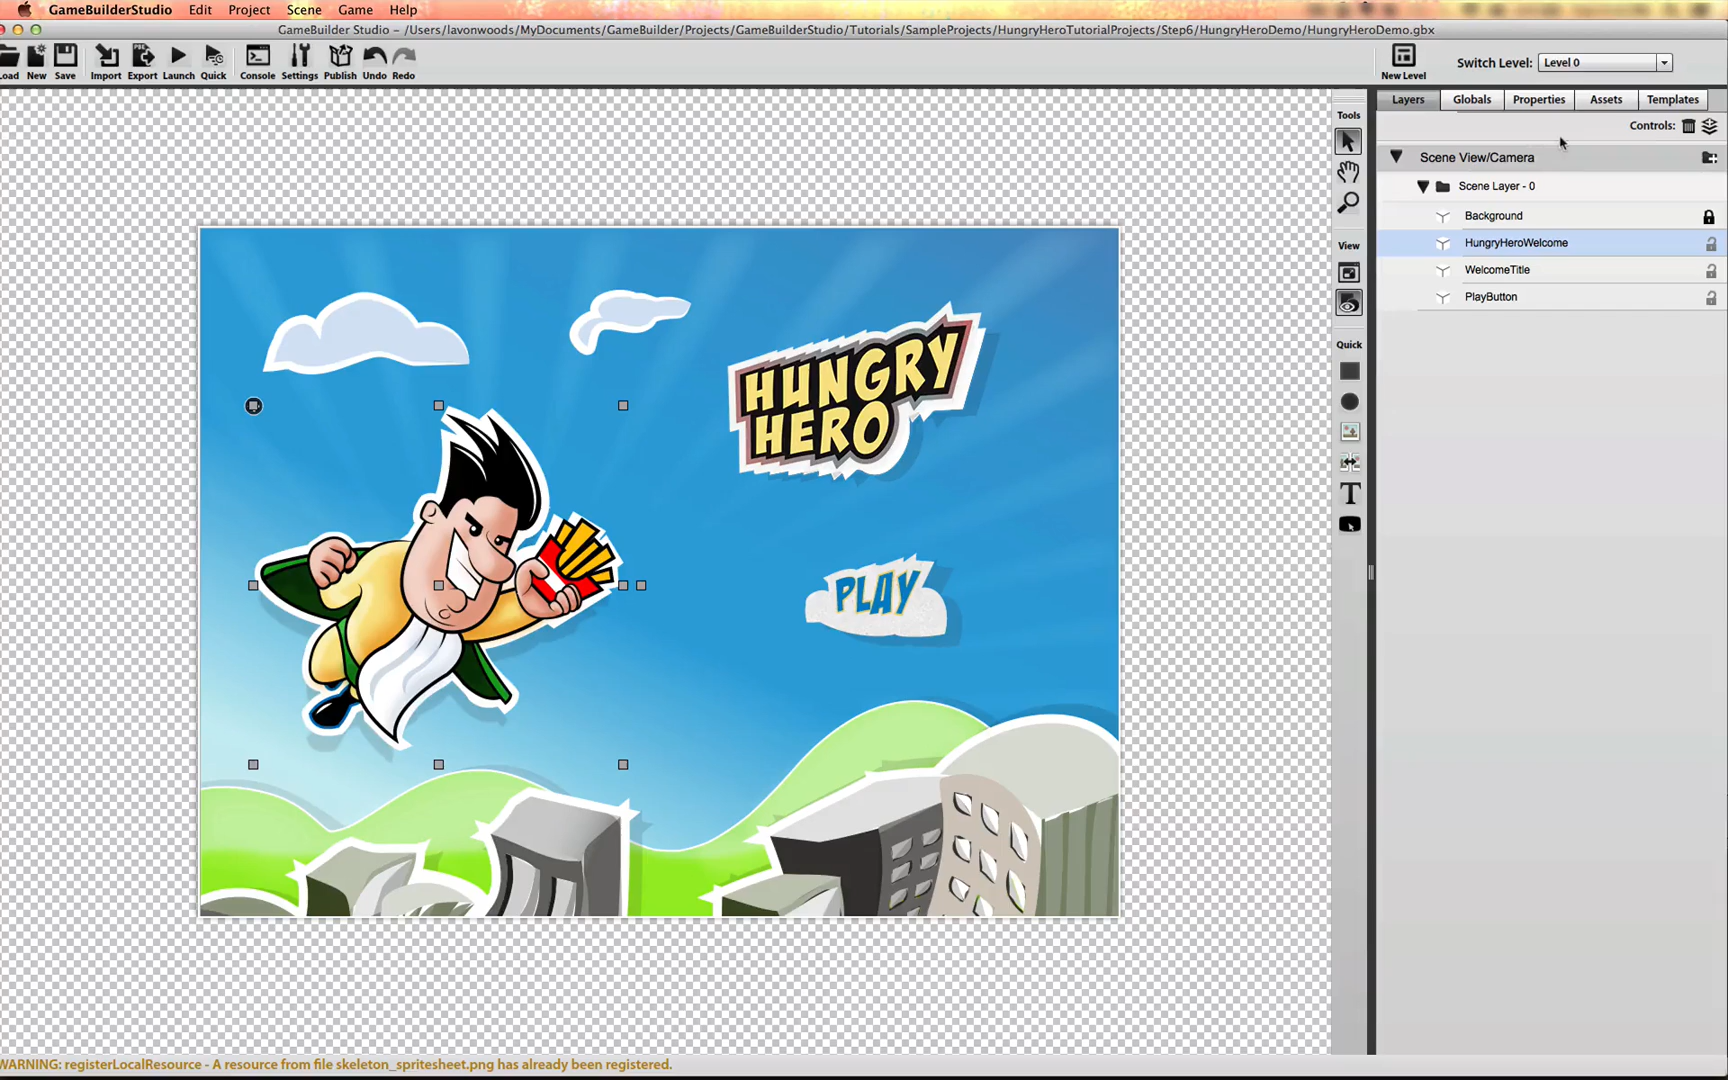 GameBuilderStudio Edit Project Scene Game Help
GameBuilder Studio - /Users/lavonwoods/MyDocuments/GameBuilder/Projects/GameBuilderStudio/Tutorials/SampleProjects/HungryHeroTutorialProjects/Step6/HungryHeroDemo/HungryHeroDemo.gbx
Load New Save Import Export Launch Quick Console Settings Publish Undo Redo
New Level
Switch Level: Level 0
Layers Globals Properties Assets Templates
Controls:
Tools
Scene View/Camera
Scene Layer - 0
Background
HungryHeroWelcome
WelcomeTitle
PlayButton
View
Quick
T
HUNGRY
HERO
PLAY
WARNING: registerLocalResource - A resource from file skeleton_spritesheet.png has already been registered.